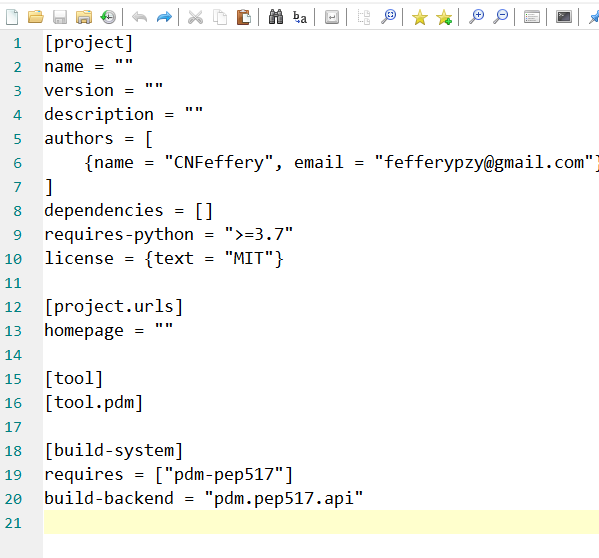 1 [project]
2 name = ""
3 version = ""
4 description = ""
5 authors = [
6     {name = "CNFeffery", email = "fefferypzy@gmail.com"}
7 ]
8 dependencies = []
9 requires-python = ">=3.7"
10 license = {text = "MIT"}
11
12 [project.urls]
13 homepage = ""
14
15 [tool]
16 [tool.pdm]
17
18 [build-system]
19 requires = ["pdm-pep517"]
20 build-backend = "pdm.pep517.api"
21